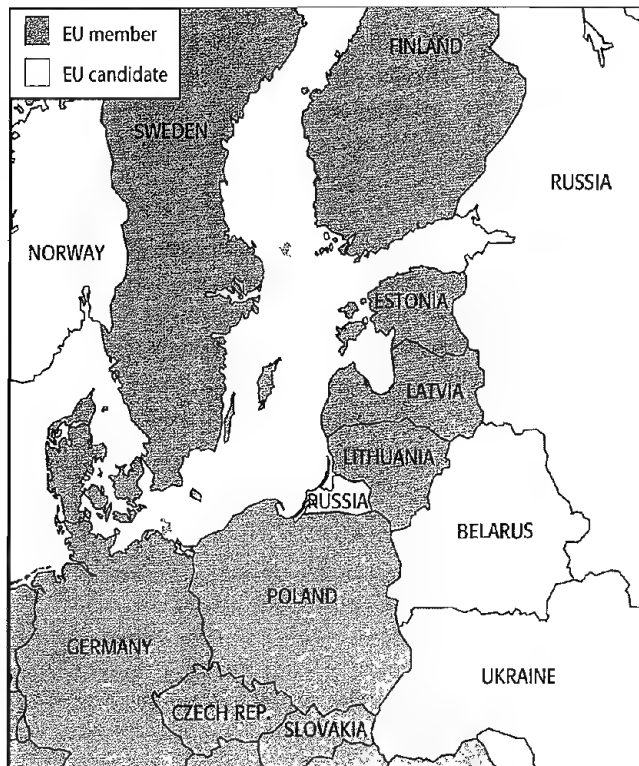 EU member
EU candidate
FINLAND
SWEDEN
RUSSIA
NORWAY
ESTONIA
LATVIA
LITHUANIA
RUSSIA
BELARUS
POLAND
GERMANY
UKRAINE
CZECH REP.
SLOVAKIA